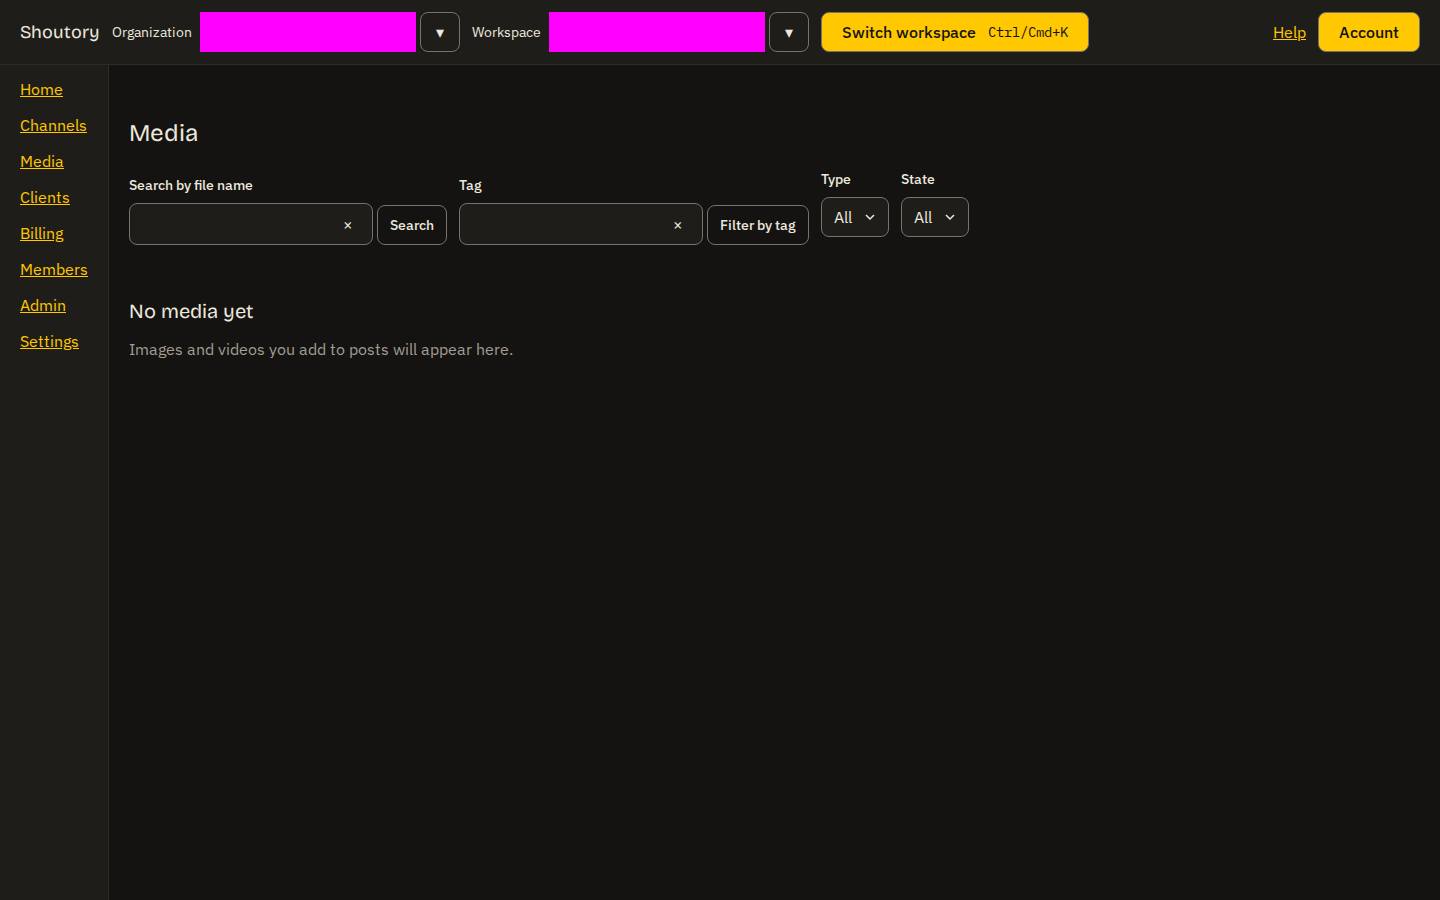 Shoutory Organization ▼ Workspace ▼ Switch workspace Ctrl/Cmd+K Help Account
Home
Channels
Media
Clients
Billing
Members
Admin
Settings
Media
Search by file name Tag Type State
× Search × Filter by tag All All
No media yet
Images and videos you add to posts will appear here.